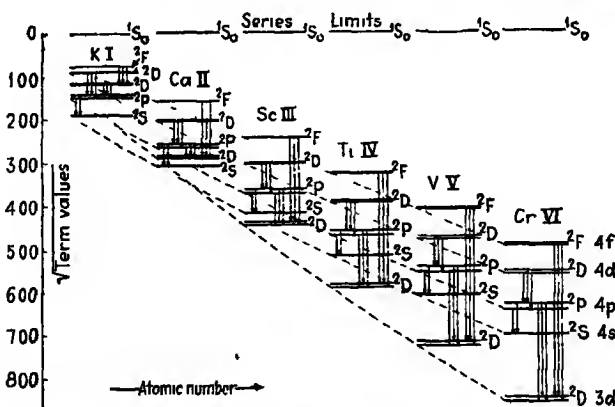 0 ¹S₀ ¹S₀ Series ¹S₀ Limits ¹S₀ ¹S₀ ¹S₀
K I ²F ²D ²D ²P ²S
Ca II ²F ²D ²P ²D ²S
Sc III ²F ²D ²P ²S ²D
Ti IV ²F ²D ²P ²S ²D
V V ²F ²D ²P ²S ²D
Cr VI ²F 4f ²D 4d ²P 4p ²S 4s ²D 3d
100
200
300
400
500
600
700
800
√Term values
Atomic number